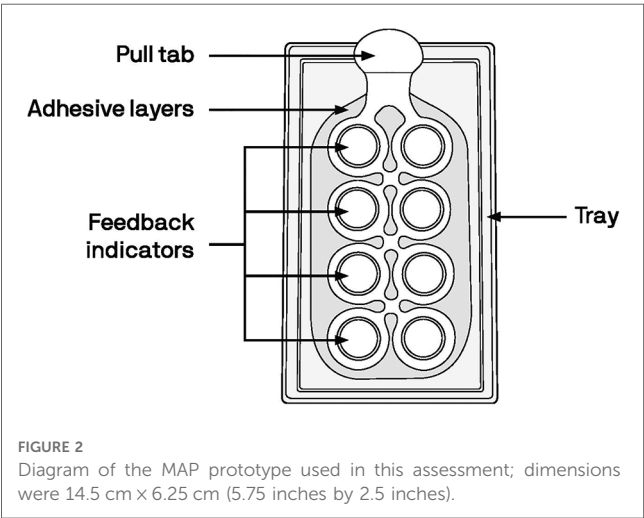 Pull tab
Adhesive layers
Feedback
indicators
Tray
FIGURE 2
Diagram of the MAP prototype used in this assessment; dimensions
were 14.5 cm × 6.25 cm (5.75 inches by 2.5 inches).